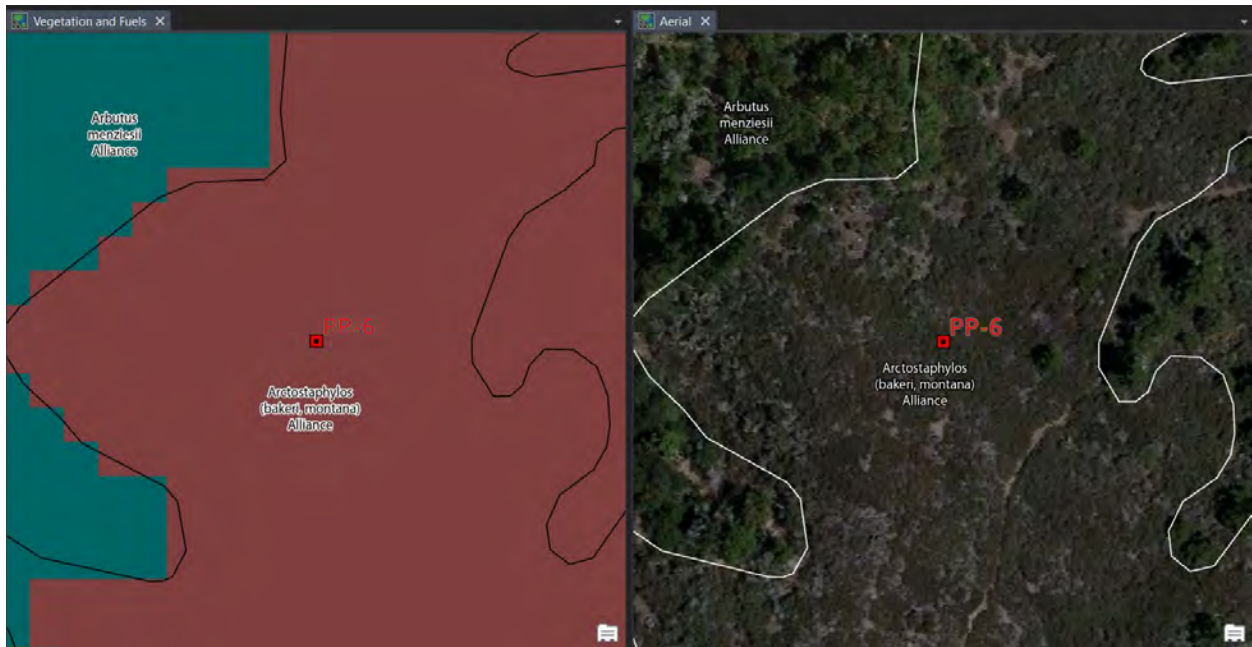 Vegetation and Fuels
Arbutus
menziesii
Alliance
PP-6
Arctostaphylos
(bakeri, montana)
Alliance
Aerial
Arbutus
menziesii
Alliance
PP-6
Arctostaphylos
(bakeri, montana)
Alliance